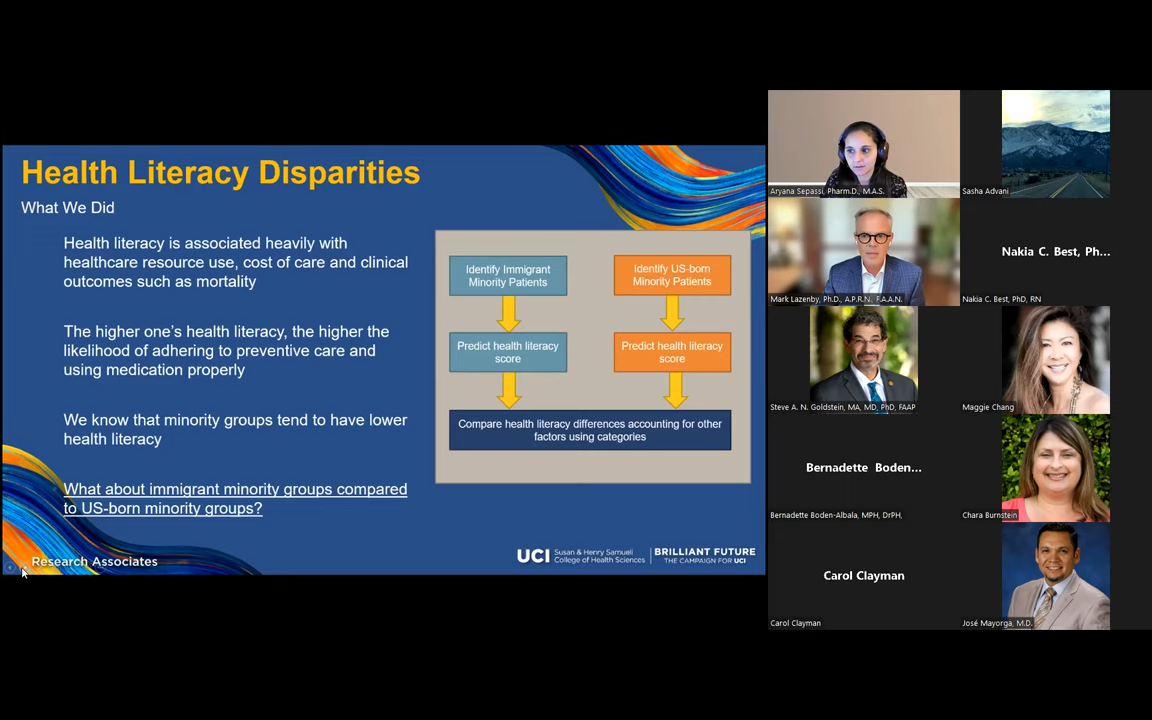 Health Literacy Disparities
What We Did
Health literacy is associated heavily with
healthcare resource use, cost of care and clinical
outcomes such as mortality
The higher one's health literacy, the higher the
likelihood of adhering to preventive care and
using medication properly
We know that minority groups tend to have lower
health literacy
What about immigrant minority groups compared
to US-born minority groups?
Identify Immigrant
Minority Patients
Identify US-born
Minority Patients
Predict health literacy
score
Predict health literacy
score
Compare health literacy differences accounting for other
factors using categories
Research Associates
UCI
Susan & Henry Samueli
College of Health Sciences
BRILLIANT FUTURE
THE CAMPAIGN FOR UCI
Aryana Sepassi, Pharm.D., M.A.S.
Sasha Advani
Mark Lazenby, Ph.D., A.P.R.N., F.A.A.N.
Nakia C. Best, Ph...
Nakia C. Best, PhD, RN
Steve A. N. Goldstein, MA, MD, PhD, FAAP
Maggie Chang
Bernadette Boden...
Bernadette Boden-Albala, MPH, DrPH,
Chara Burnstein
Carol Clayman
Carol Clayman
José Mayorga, M.D.